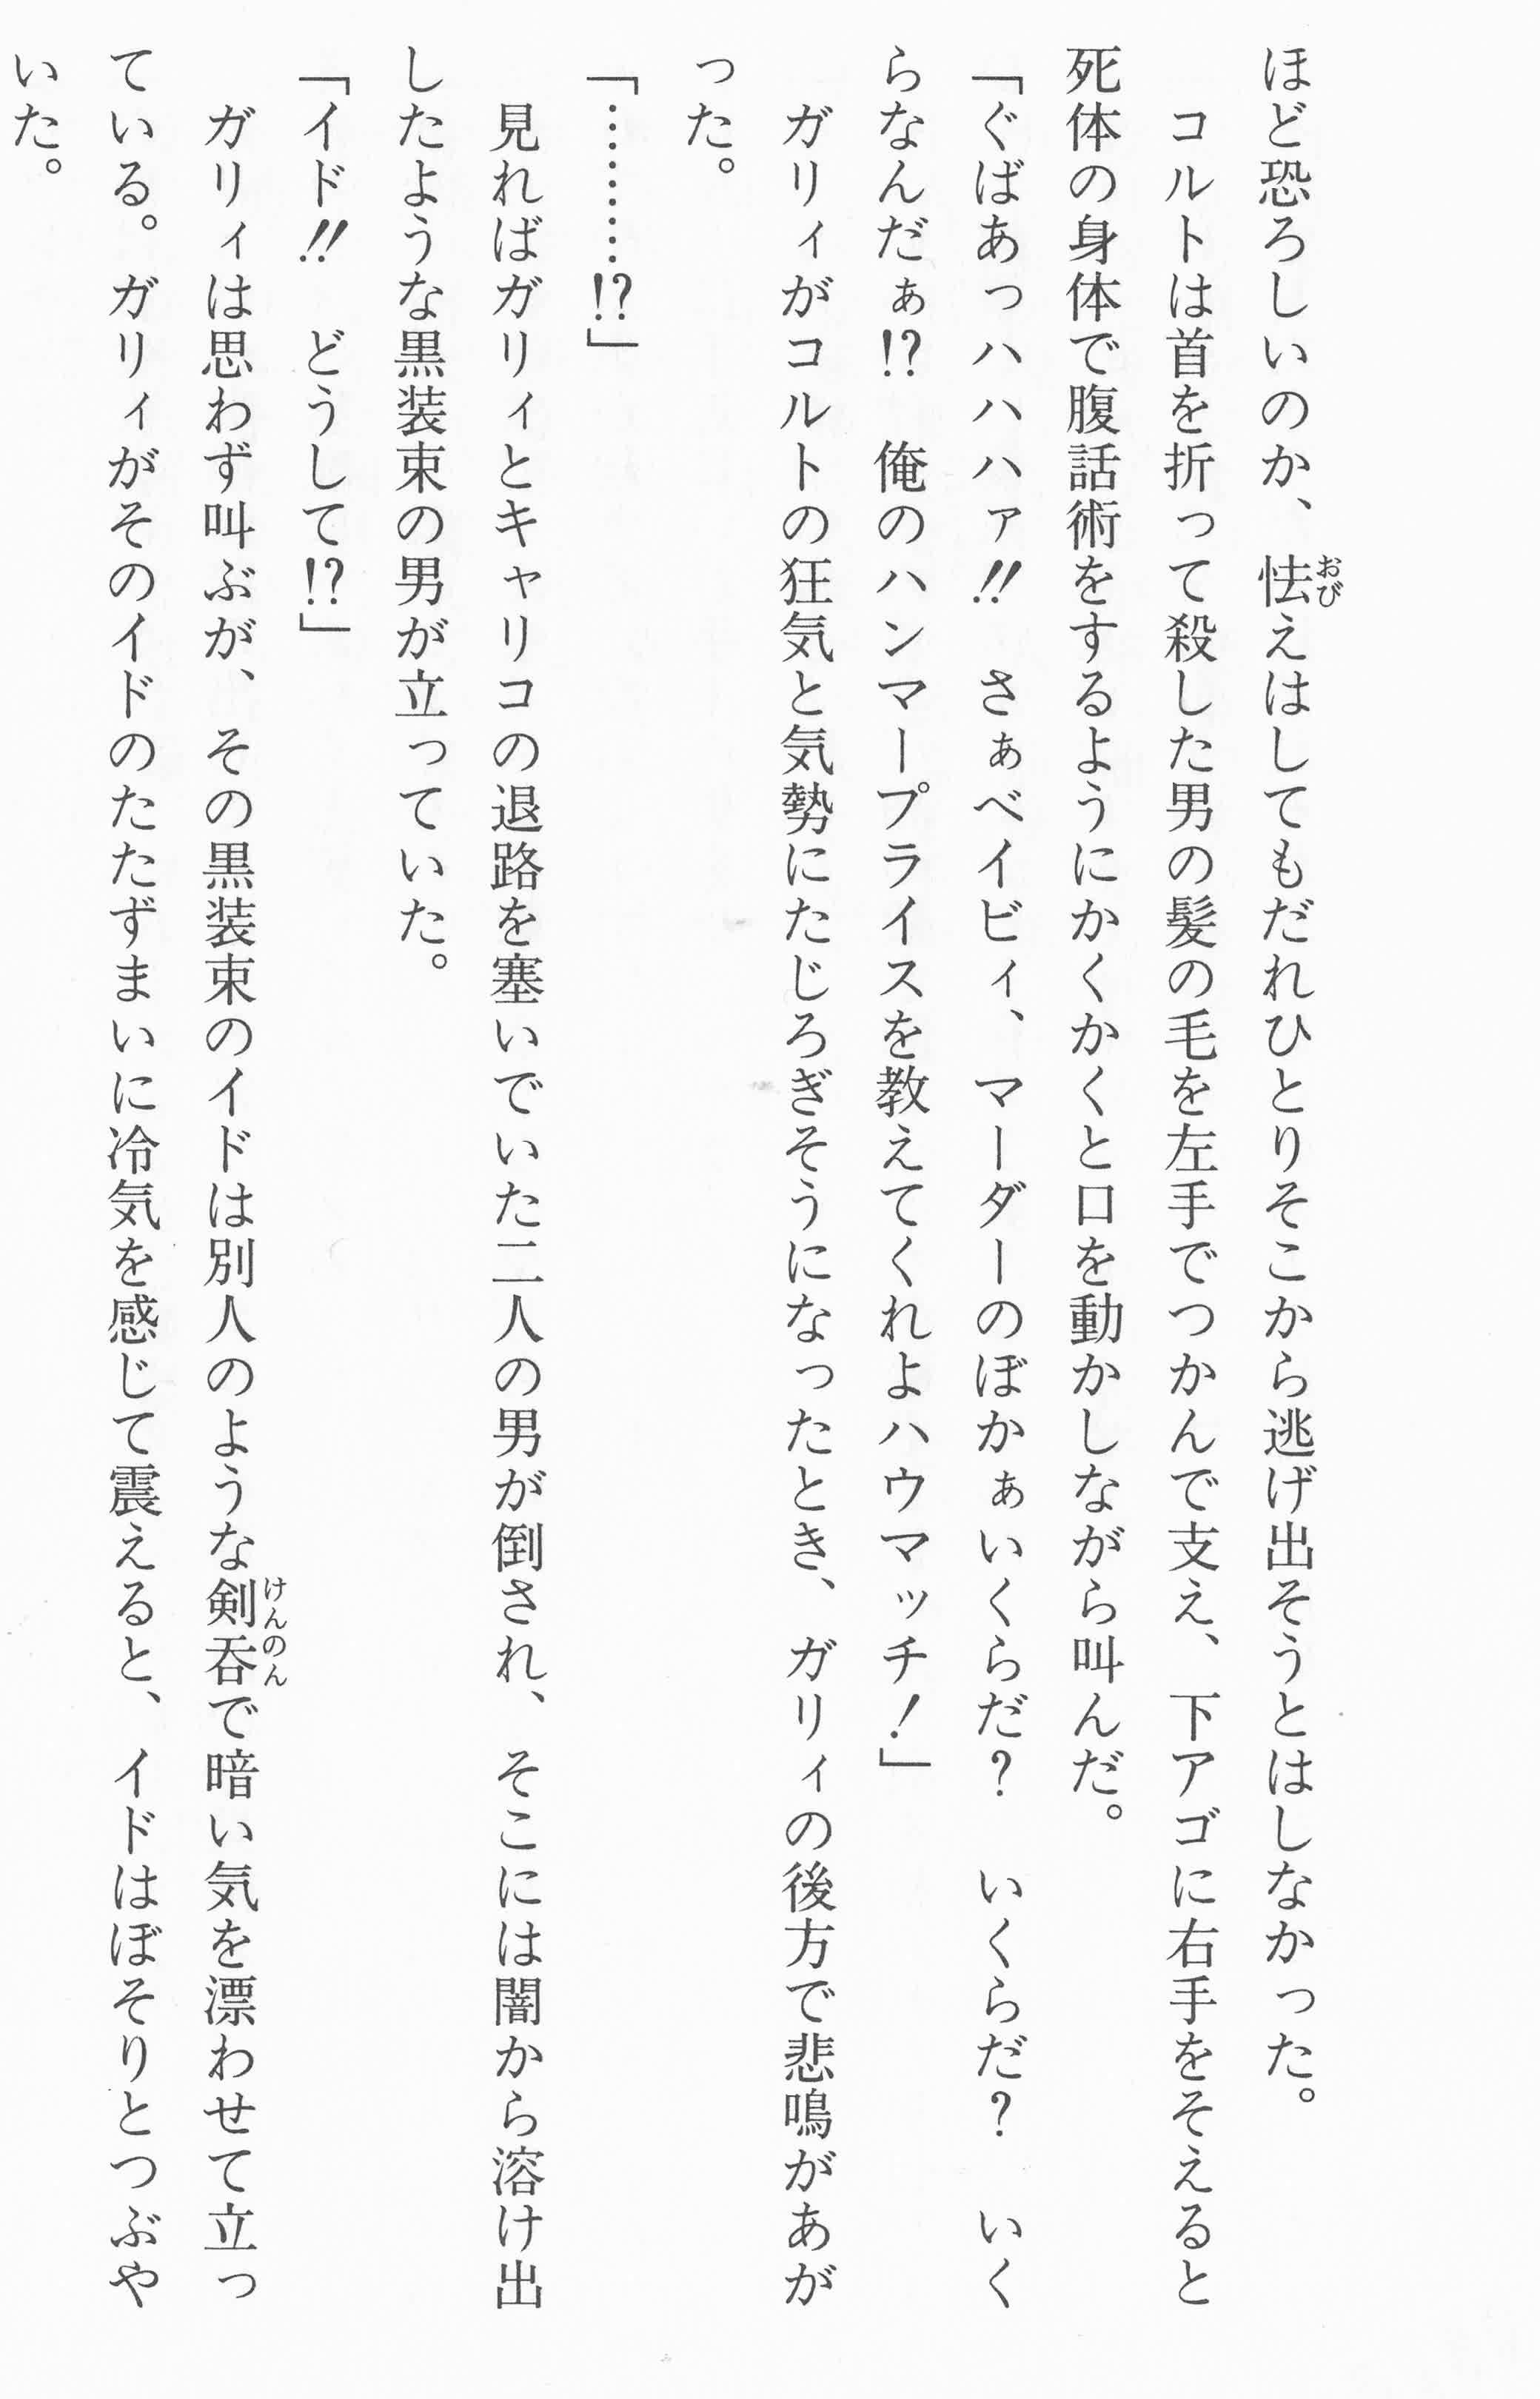 ほど恐ろしいのか、怯えはしてもだれひとりそこから逃げ出そうとはしなかった。
　コルトは首を折って殺した男の髪の毛を左手でつかんで支え、下アゴに右手をそえると
死体の身体で腹話術をするようにかくかくと口を動かしながら叫んだ。
「ぐばあっハハハァ!!　さぁベイビィ、マーダーのぼかぁいくらだ？　いくらだ？　いく
らなんだぁ!?　俺のハンマープライスを教えてくれよハウマッチ！」
　ガリィがコルトの狂気と気勢にたじろぎそうになったとき、ガリィの後方で悲鳴があが
った。
「………!?」
　見ればガリィとキャリコの退路を塞いでいた二人の男が倒され、そこには闇から溶け出
したような黒装束の男が立っていた。
「イド!!　どうして!?」
　ガリィは思わず叫ぶが、その黒装束のイドは別人のような剣呑で暗い気を漂わせて立っ
ている。ガリィがそのイドのたたずまいに冷気を感じて震えると、イドはぼそりとつぶや
いた。